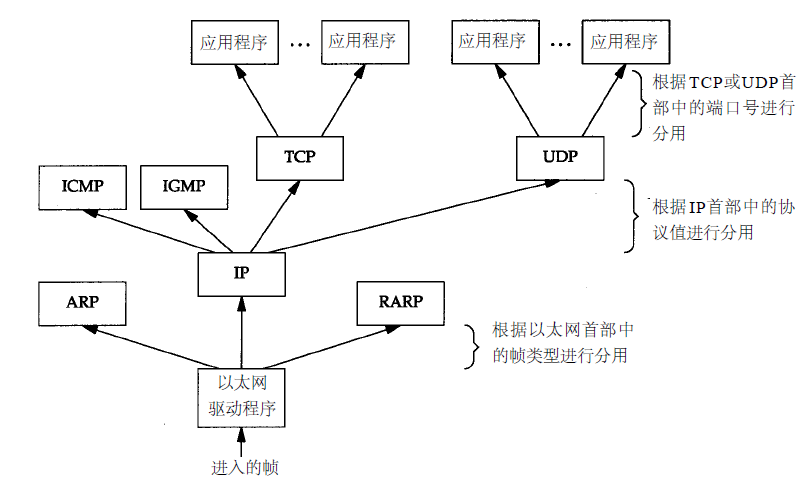 应用程序 … 应用程序 应用程序 … 应用程序
根据TCP或UDP首
部中的端口号进行
分用
TCP UDP
ICMP IGMP
根据IP首部中的协
议值进行分用
IP
ARP RARP
根据以太网首部中
的帧类型进行分用
以太网
驱动程序
进入的帧